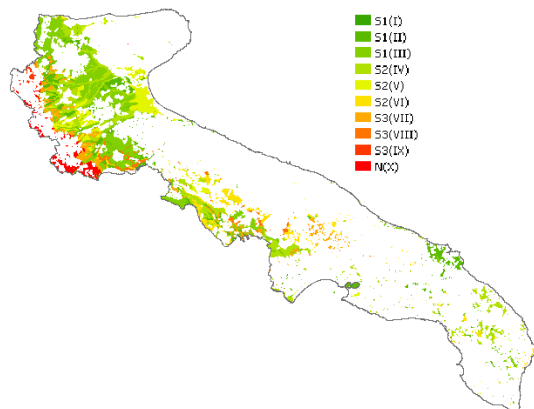 S1(I)
S1(II)
S1(III)
S2(IV)
S2(V)
S2(VI)
S3(VII)
S3(VIII)
S3(IX)
N(X)